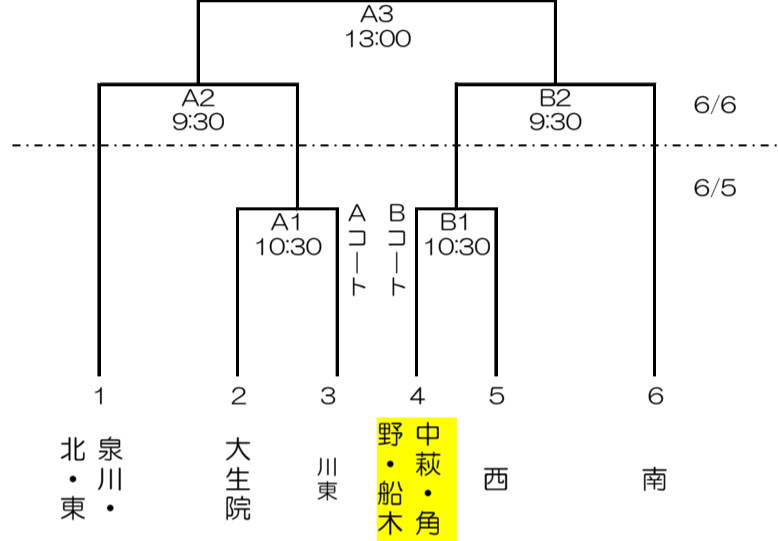 A3
13:00
A2
9:30
B2
9:30
6/6
6/5
A1
10:30
Aコート
Bコート
B1
10:30
1
2
3
4
5
6
泉川・
北・東
大生院
川東
中萩・角
野・船木
西
南